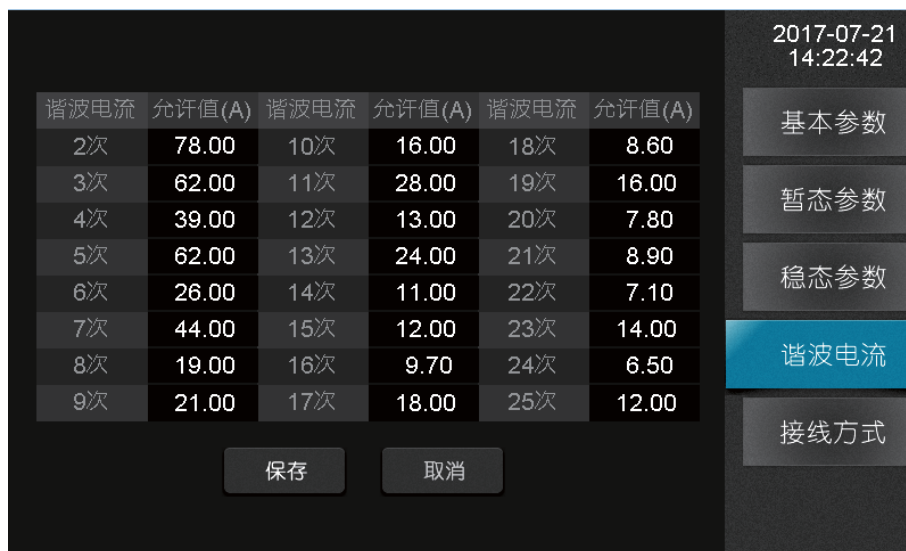 2017-07-21
14:22:42
谐波电流 允许值(A) 谐波电流 允许值(A) 谐波电流 允许值(A)
2次 78.00 10次 16.00 18次 8.60
3次 62.00 11次 28.00 19次 16.00
4次 39.00 12次 13.00 20次 7.80
5次 62.00 13次 24.00 21次 8.90
6次 26.00 14次 11.00 22次 7.10
7次 44.00 15次 12.00 23次 14.00
8次 19.00 16次 9.70 24次 6.50
9次 21.00 17次 18.00 25次 12.00
保存 取消
基本参数
暂态参数
稳态参数
谐波电流
接线方式